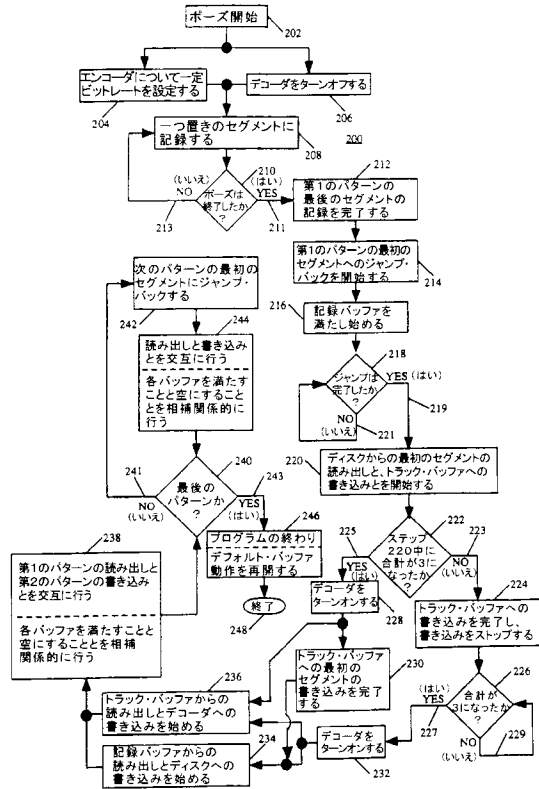 ポーズ開始
202
エンコーダについて一定
ビットレートを設定する
204
デコーダをターンオフする
206
200
一つ置きのセグメントに
記録する
208
210
(いいえ)
NO
213
ポーズは
終了したか
?
(はい)
YES
211
212
第1のパターンの
最後のセグメントの
記録を完了する
第1のパターンの最初の
セグメントへのジャンプ・
バックを開始する
214
216
記録バッファを
満たし始める
218
ジャンプは
完了したか
?
YES (はい)
219
NO
(いいえ)
221
220
ディスクからの最初のセグメントの
読み出しと、トラック・バッファへの
書き込みとを開始する
222
ステップ
220中に
合計が3に
なったか
?
225
YES
(はい)
223
NO
(いいえ)
224
トラック・バッファへの
書き込みを完了し、
書き込みをストップする
226
合計が
3になったか
?
(はい)
YES
227
NO
(いいえ)
229
デコーダを
ターンオンする
228
トラック・バッファ
への最初の
セグメントの
書き込みを完了
する
230
デコーダを
ターンオンする
232
記録バッファからの
読み出しとディスクへの
書き込みを始める
234
236
トラック・バッファからの
読み出しとデコーダへの
書き込みを始める
238
第1のパターンの読み出しと
第2のパターンの書き込み
とを交互に行う
各バッファを満たすことと
空にすることとを相補
関係的に行う
240
最後の
パターンか
?
241
NO
(いいえ)
243
YES
(はい)
次のパターンの最初の
セグメントにジャンプ・
バックする
242
244
読み出しと書き込み
とを交互に行う
各バッファを満たす
ことと空にすること
とを相補関係的に
行う
246
プログラムの終わり
デフォルト・バッファ
動作を再開する
終了
248